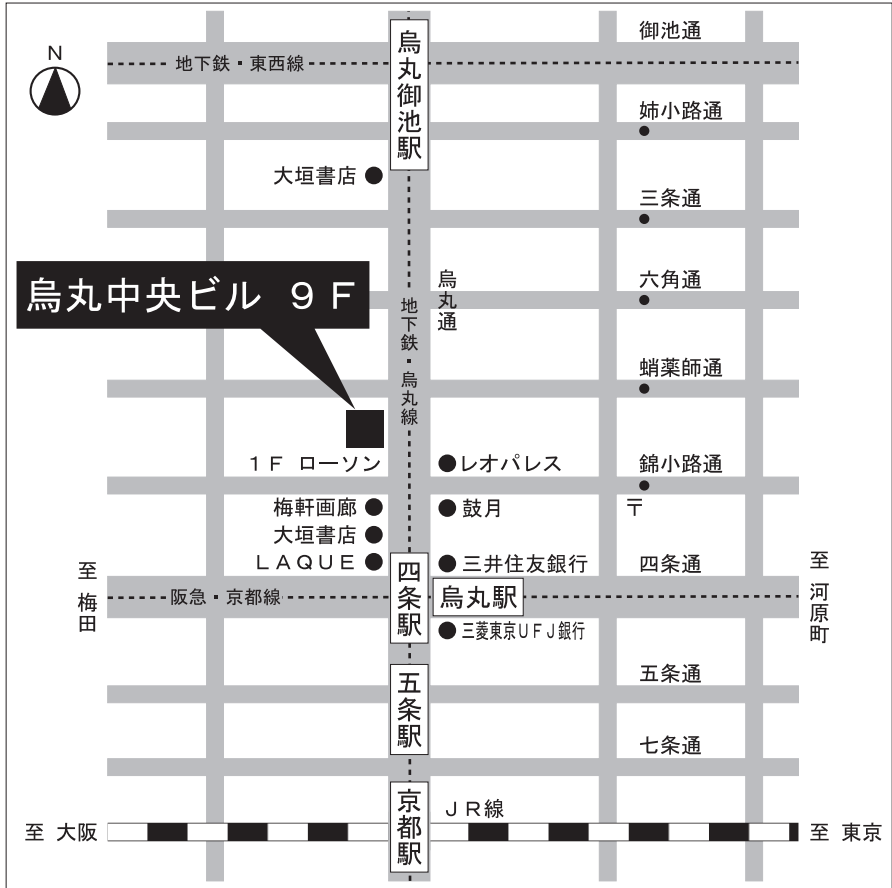 御池通
N
烏丸御池駅
地下鉄・東西線
姉小路通
大垣書店
三条通
烏丸中央ビル ９Ｆ
烏丸通
六角通
地下鉄・烏丸線
蛸薬師通
１Ｆ ローソン
レオパレス
錦小路通
梅軒画廊
鼓月
〒
大垣書店
ＬＡＱＵＥ
三井住友銀行
四条通
至 梅田
阪急・京都線
四条駅
烏丸駅
至 河原町
三菱東京ＵＦＪ銀行
五条駅
五条通
七条通
京都駅
ＪＲ線
至 大阪
至 東京